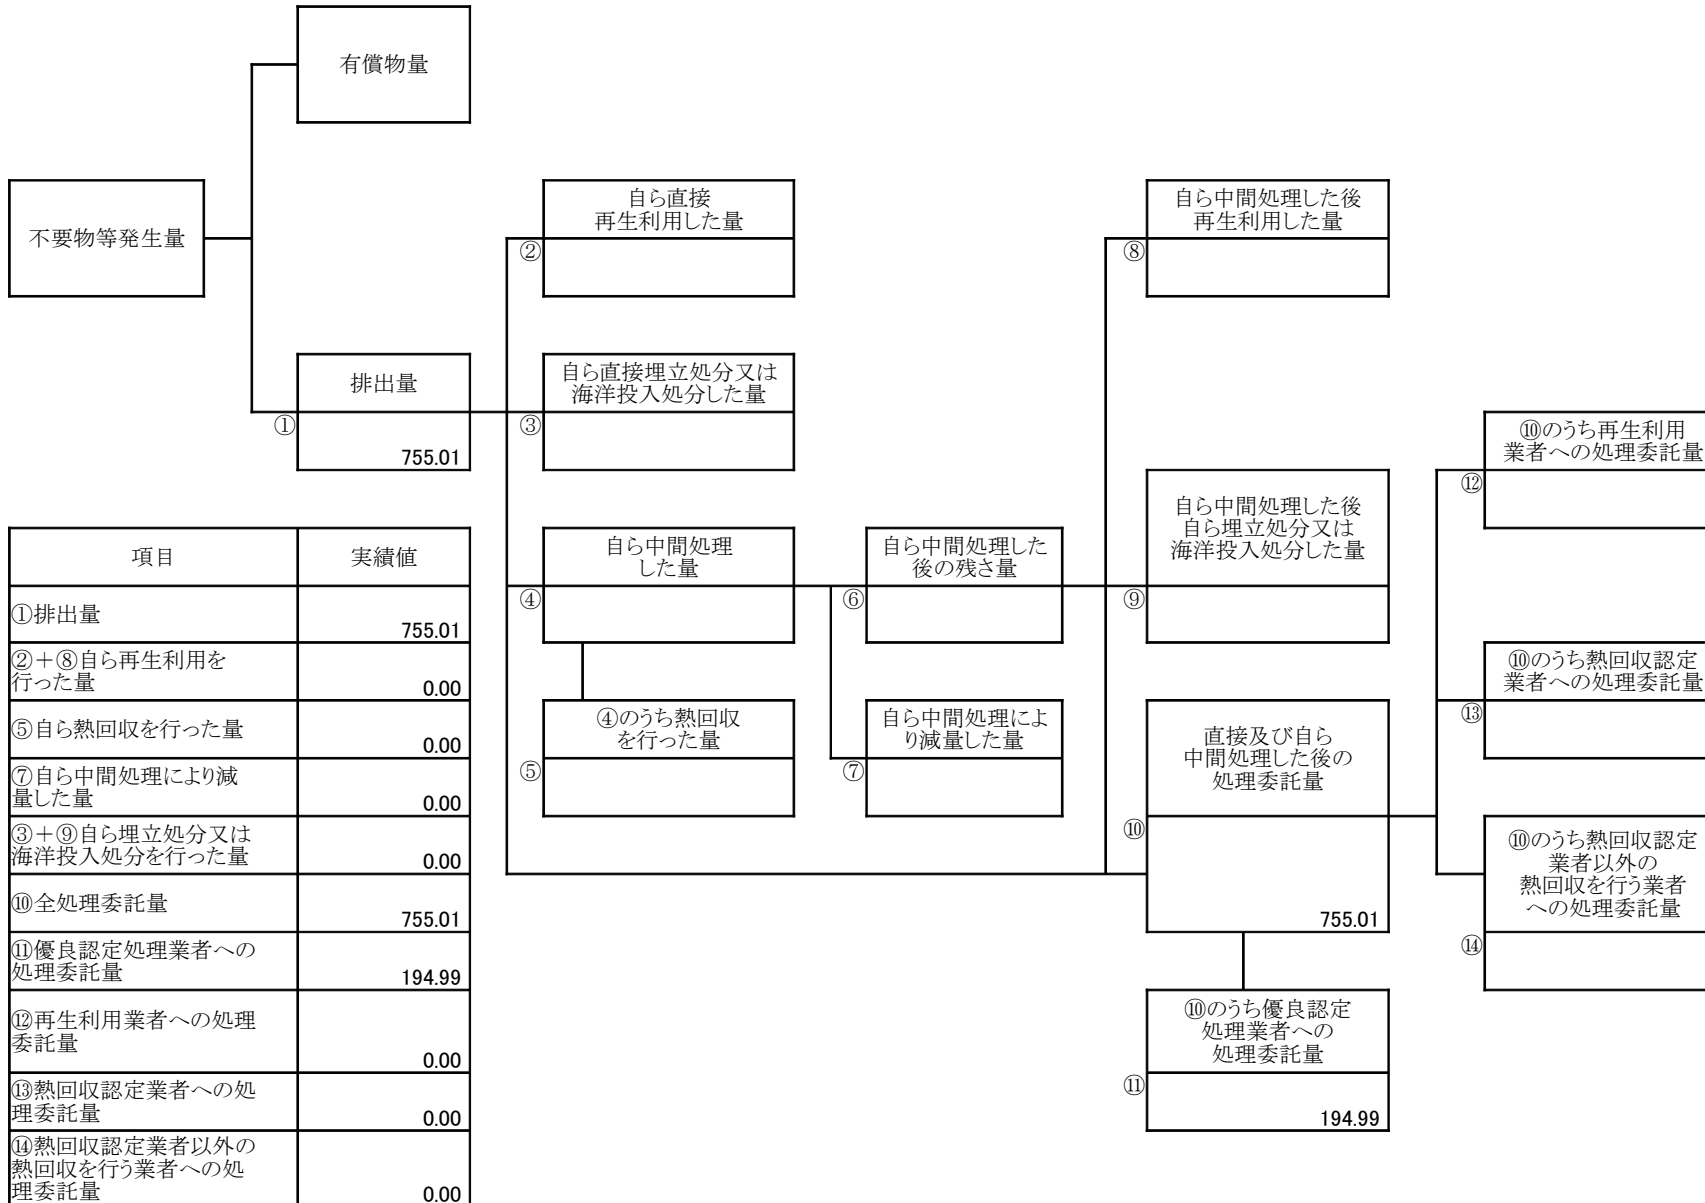 有償物量
不要物等発生量
自ら直接
再生利用した量
②
自ら中間処理した後
再生利用した量
⑧
排出量
①
755.01
自ら直接埋立処分又は
海洋投入処分した量
③
⑩のうち再生利用
業者への処理委託量
⑫
自ら中間処理
した量
④
自ら中間処理した
後の残さ量
⑥
自ら中間処理した後
自ら埋立処分又は
海洋投入処分した量
⑨
⑩のうち熱回収認定
業者への処理委託量
⑬
④のうち熱回収
を行った量
⑤
自ら中間処理によ
り減量した量
⑦
直接及び自ら
中間処理した後の
処理委託量
⑩
755.01
⑩のうち熱回収認定
業者以外の
熱回収を行う業者
への処理委託量
⑭
⑩のうち優良認定
処理業者への
処理委託量
⑪
194.99
項目 実績値
①排出量
755.01
②＋⑧自ら再生利用を
行った量
0.00
⑤自ら熱回収を行った量
0.00
⑦自ら中間処理により減
量した量
0.00
③＋⑨自ら埋立処分又は
海洋投入処分を行った量
0.00
⑩全処理委託量
755.01
⑪優良認定処理業者への
処理委託量
194.99
⑫再生利用業者への処理
委託量
0.00
⑬熱回収認定業者への処
理委託量
0.00
⑭熱回収認定業者以外の
熱回収を行う業者への処
理委託量
0.00